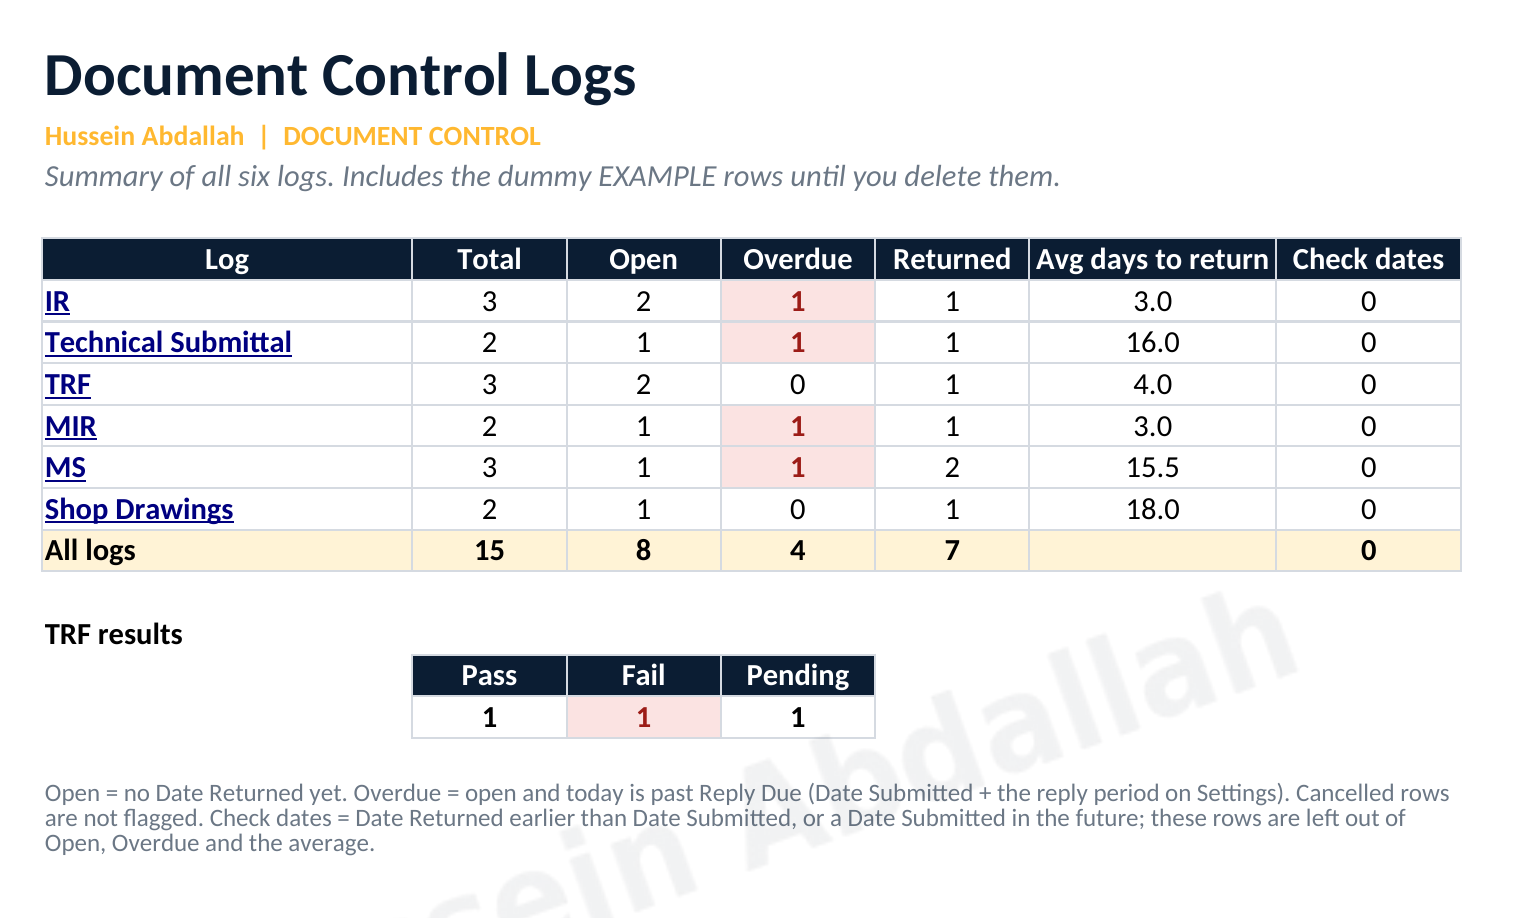 Document Control Logs
Hussein Abdallah | DOCUMENT CONTROL
Summary of all six logs. Includes the dummy EXAMPLE rows until you delete them.
Log Total Open Overdue Returned Avg days to return Check dates
IR 3 2 1 1 3.0 0
Technical Submittal 2 1 1 1 16.0 0
TRF 3 2 0 1 4.0 0
MIR 2 1 1 1 3.0 0
MS 3 1 1 2 15.5 0
Shop Drawings 2 1 0 1 18.0 0
All logs 15 8 4 7 0
TRF results
Pass Fail Pending
1 1 1
Open = no Date Returned yet. Overdue = open and today is past Reply Due (Date Submitted + the reply period on Settings). Cancelled rows
are not flagged. Check dates = Date Returned earlier than Date Submitted, or a Date Submitted in the future; these rows are left out of
Open, Overdue and the average.
sein Abdallah